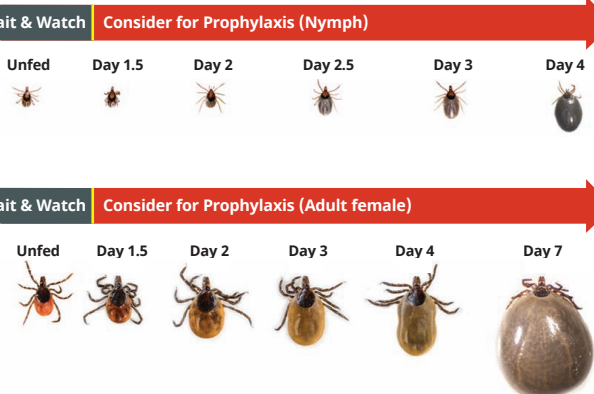 ait & Watch Consider for Prophylaxis (Nymph)
Unfed Day 1.5 Day 2 Day 2.5 Day 3 Day 4
ait & Watch Consider for Prophylaxis (Adult female)
Unfed Day 1.5 Day 2 Day 3 Day 4 Day 7